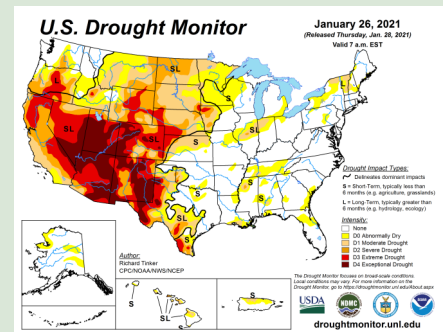 U.S. Drought Monitor
January 26, 2021
(Released Thursday, Jan. 28, 2021)
Valid 7 a.m. EST
SL
S
L
SL
SL
SL
S
S
S
S
SL
S
S
SL
S
Author:
Richard Tinker
CPC/NOAA/NWS/NCEP
Drought Impact Types:
Delineates dominant impacts
S = Short-Term, typically less than
6 months (e.g. agriculture, grasslands)
L = Long-Term, typically greater than
6 months (e.g. hydrology, ecology)
Intensity:
None
D0 Abnormally Dry
D1 Moderate Drought
D2 Severe Drought
D3 Extreme Drought
D4 Exceptional Drought
The Drought Monitor focuses on broad-scale conditions.
Local conditions may vary. For more information on the
Drought Monitor, go to https://droughtmonitor.unl.edu/About.aspx
USDA
NDMC
droughtmonitor.unl.edu